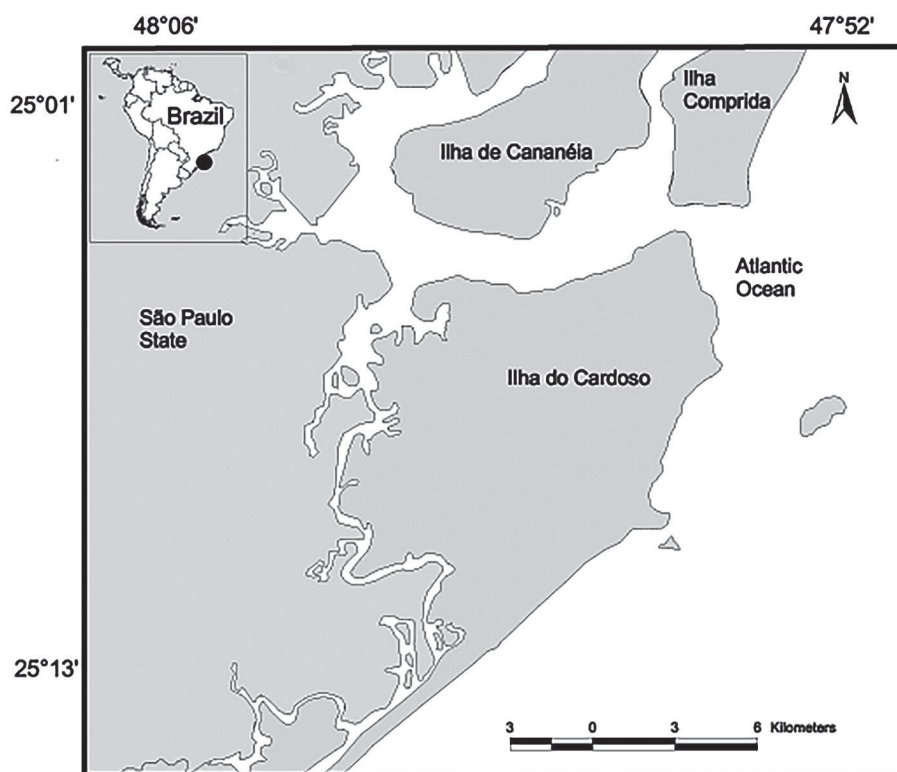 48°06'
47°52'
25°01'
Brazil
Ilha de Cananéia
Ilha
Comprida
N
Atlantic
Ocean
São Paulo
State
Ilha do Cardoso
25°13'
3 0 3 6 Kilometers